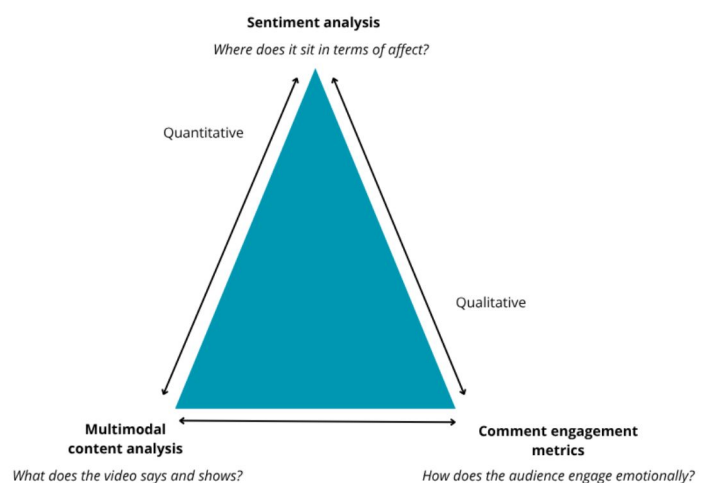 Sentiment analysis
Where does it sit in terms of affect?
Quantitative
Qualitative
Multimodal
content analysis
What does the video says and shows?
Comment engagement
metrics
How does the audience engage emotionally?